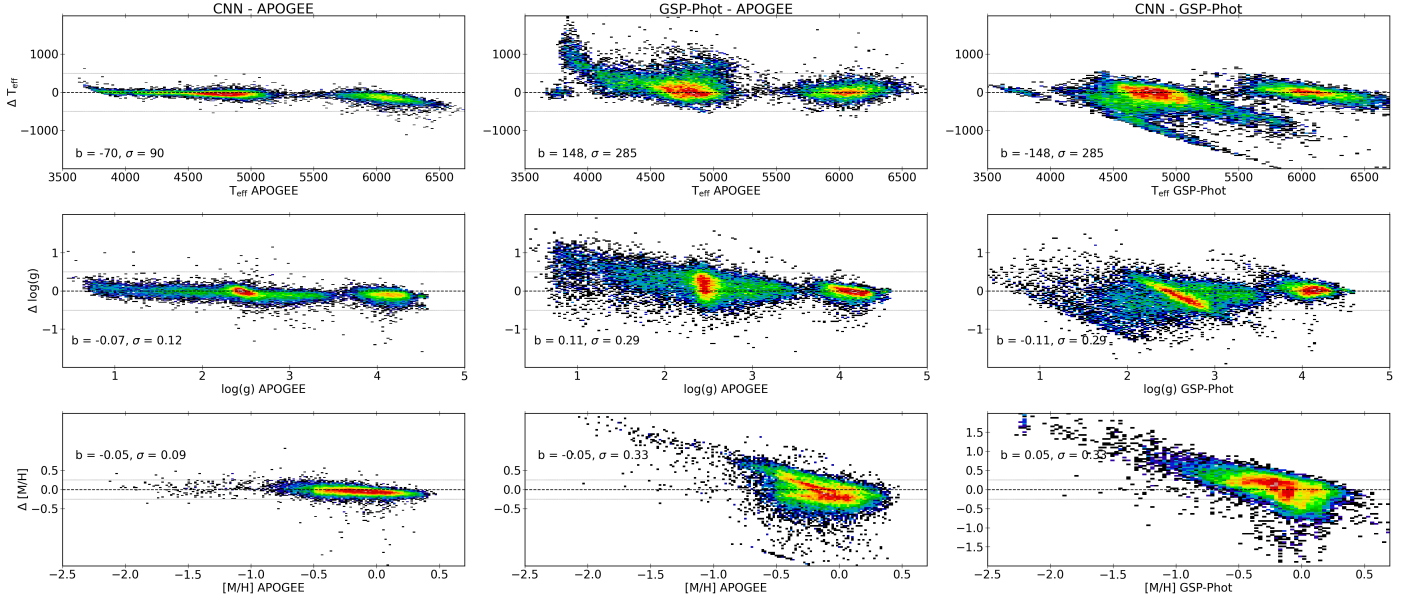 CNN - APOGEE
GSP-Phot - APOGEE
CNN - GSP-Phot
Δ T_eff
1000
0
−1000
b = -70, σ = 90
3500 4000 4500 5000 5500 6000 6500
T_eff APOGEE
1000
0
−1000
b = 148, σ = 285
3500 4000 4500 5000 5500 6000 6500
T_eff APOGEE
1000
0
−1000
b = -148, σ = 285
3500 4000 4500 5000 5500 6000 6500
T_eff GSP-Phot
Δ log(g)
1
0
−1
b = -0.07, σ = 0.12
1 2 3 4 5
log(g) APOGEE
1
0
−1
b = 0.11, σ = 0.29
1 2 3 4 5
log(g) APOGEE
1
0
−1
b = -0.11, σ = 0.29
1 2 3 4 5
log(g) GSP-Phot
Δ [M/H]
0.5
0.0
−0.5
b = -0.05, σ = 0.09
−2.5 −2.0 −1.5 −1.0 −0.5 0.0 0.5
[M/H] APOGEE
0.5
0.0
−0.5
b = -0.05, σ = 0.33
−2.5 −2.0 −1.5 −1.0 −0.5 0.0 0.5
[M/H] APOGEE
1.5
1.0
0.5
0.0
−0.5
−1.0
−1.5
b = 0.05, σ = 0.33
−2.5 −2.0 −1.5 −1.0 −0.5 0.0 0.5
[M/H] GSP-Phot